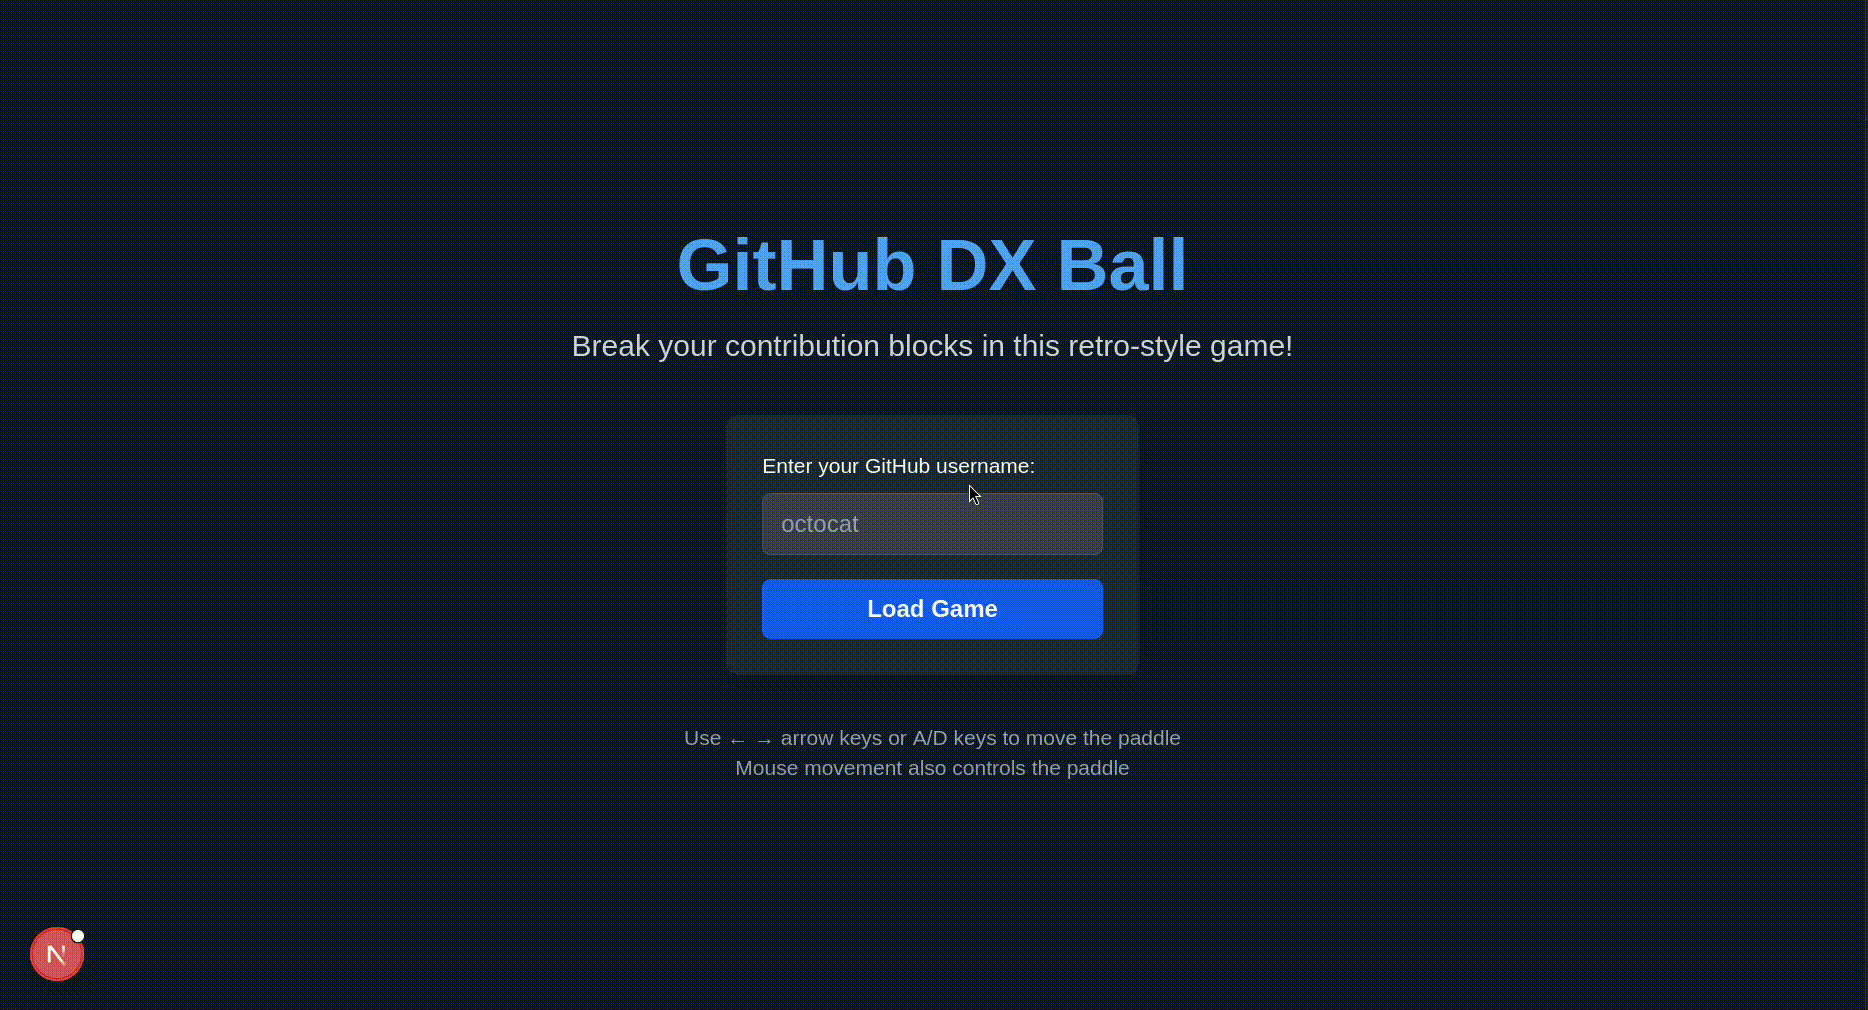 GitHub DX Ball
Break your contribution blocks in this retro-style game!
Enter your GitHub username:
octocat
Load Game
Use ← → arrow keys or A/D keys to move the paddle
Mouse movement also controls the paddle
N